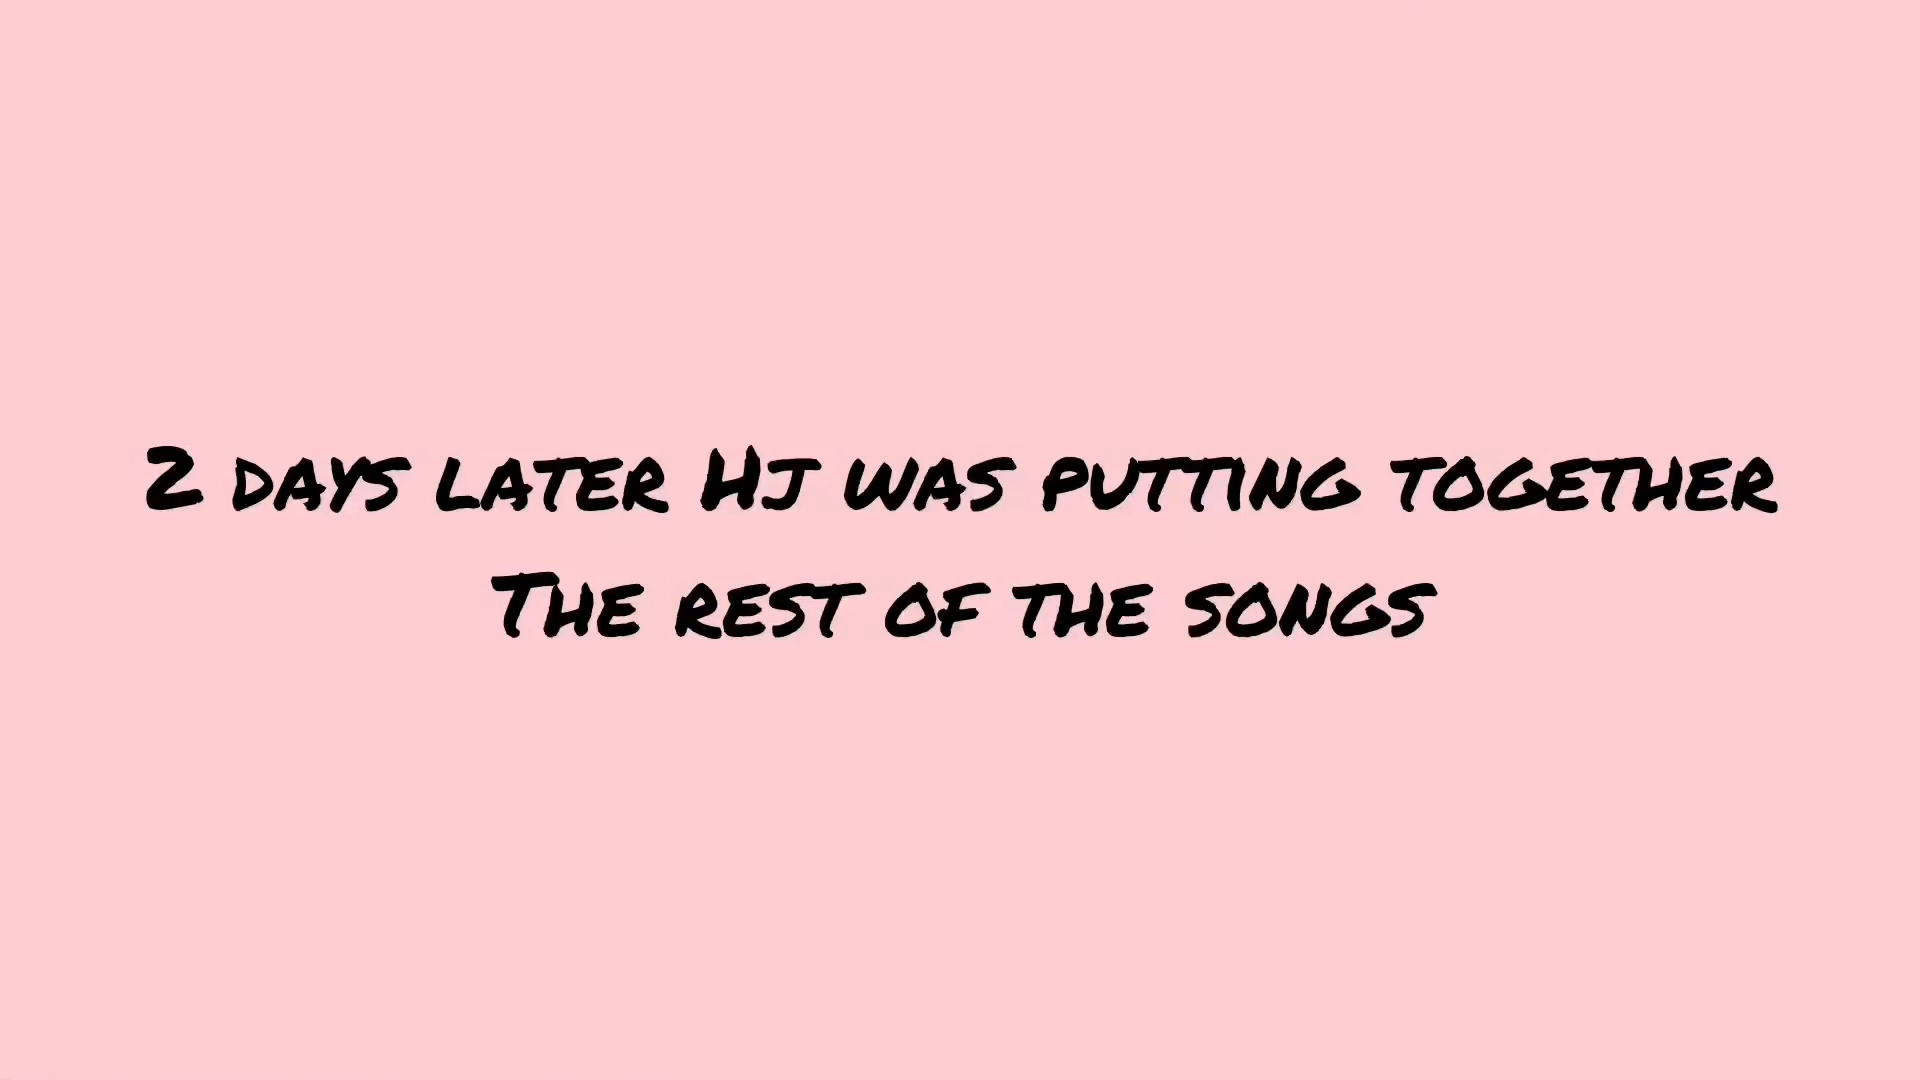 2 days later HJ was putting together
The rest of the songs